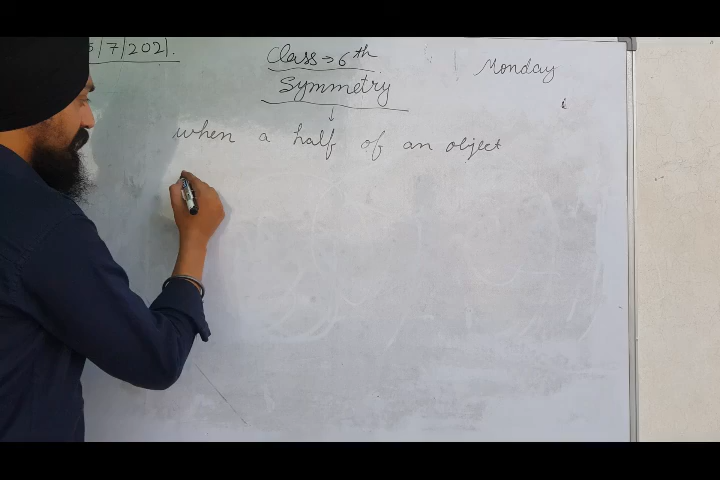 5/7/2021.
Class → 6th
Monday
Symmetry
↓
when a half of an object